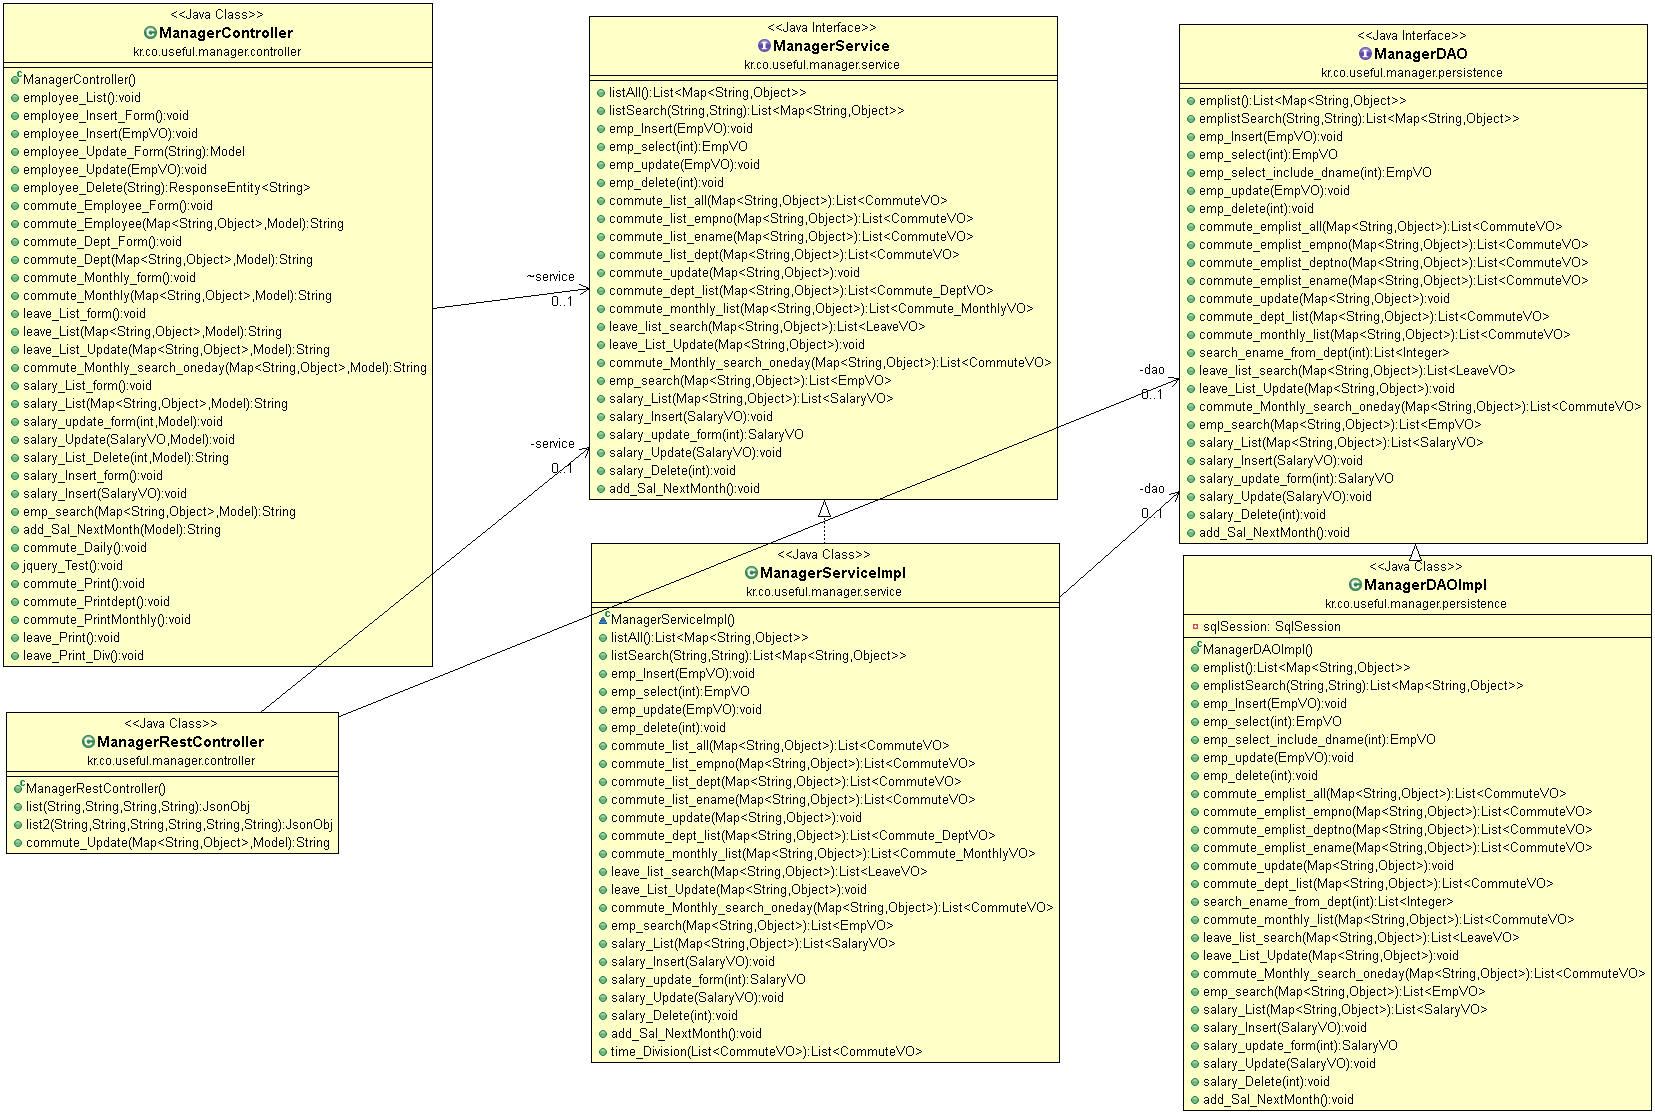 <<Java Class>>
ManagerController
kr.co.useful.manager.controller
ManagerController()
employee_List():void
employee_Insert_Form():void
employee_Insert(EmpVO):void
employee_Update_Form(String):Model
employee_Update(EmpVO):void
employee_Delete(String):ResponseEntity<String>
commute_Employee_Form():void
commute_Employee(Map<String,Object>,Model):String
commute_Dept_Form():void
commute_Dept(Map<String,Object>,Model):String
commute_Monthly_form():void
commute_Monthly(Map<String,Object>,Model):String
leave_List_form():void
leave_List(Map<String,Object>,Model):String
leave_List_Update(Map<String,Object>,Model):String
commute_Monthly_search_oneday(Map<String,Object>,Model):String
salary_List_form():void
salary_List(Map<String,Object>,Model):String
salary_update_form(int,Model):void
salary_Update(SalaryVO,Model):void
salary_List_Delete(int,Model):String
salary_Insert_form():void
salary_Insert(SalaryVO):void
emp_search(Map<String,Object>,Model):String
add_Sal_NextMonth(Model):String
commute_Daily():void
jquery_Test():void
commute_Print():void
commute_Printdept():void
commute_PrintMonthly():void
leave_Print():void
leave_Print_Div():void
<<Java Class>>
ManagerRestController
kr.co.useful.manager.controller
ManagerRestController()
list(String,String,String,String):JsonObj
list2(String,String,String,String,String,String):JsonObj
commute_Update(Map<String,Object>,Model):String
~service
0..1
-service
0..1
<<Java Interface>>
ManagerService
kr.co.useful.manager.service
listAll():List<Map<String,Object>>
listSearch(String,String):List<Map<String,Object>>
emp_Insert(EmpVO):void
emp_select(int):EmpVO
emp_update(EmpVO):void
emp_delete(int):void
commute_list_all(Map<String,Object>):List<CommuteVO>
commute_list_empno(Map<String,Object>):List<CommuteVO>
commute_list_ename(Map<String,Object>):List<CommuteVO>
commute_list_dept(Map<String,Object>):List<CommuteVO>
commute_update(Map<String,Object>):void
commute_dept_list(Map<String,Object>):List<Commute_DeptVO>
commute_monthly_list(Map<String,Object>):List<Commute_MonthlyVO>
leave_list_search(Map<String,Object>):List<LeaveVO>
leave_List_Update(Map<String,Object>):void
commute_Monthly_search_oneday(Map<String,Object>):List<CommuteVO>
emp_search(Map<String,Object>):List<EmpVO>
salary_List(Map<String,Object>):List<SalaryVO>
salary_Insert(SalaryVO):void
salary_update_form(int):SalaryVO
salary_Update(SalaryVO):void
salary_Delete(int):void
add_Sal_NextMonth():void
<<Java Class>>
ManagerServiceImpl
kr.co.useful.manager.service
ManagerServiceImpl()
listAll():List<Map<String,Object>>
listSearch(String,String):List<Map<String,Object>>
emp_Insert(EmpVO):void
emp_select(int):EmpVO
emp_update(EmpVO):void
emp_delete(int):void
commute_list_all(Map<String,Object>):List<CommuteVO>
commute_list_empno(Map<String,Object>):List<CommuteVO>
commute_list_dept(Map<String,Object>):List<CommuteVO>
commute_list_ename(Map<String,Object>):List<CommuteVO>
commute_update(Map<String,Object>):void
commute_dept_list(Map<String,Object>):List<Commute_DeptVO>
commute_monthly_list(Map<String,Object>):List<Commute_MonthlyVO>
leave_list_search(Map<String,Object>):List<LeaveVO>
leave_List_Update(Map<String,Object>):void
commute_Monthly_search_oneday(Map<String,Object>):List<CommuteVO>
emp_search(Map<String,Object>):List<EmpVO>
salary_List(Map<String,Object>):List<SalaryVO>
salary_Insert(SalaryVO):void
salary_update_form(int):SalaryVO
salary_Update(SalaryVO):void
salary_Delete(int):void
add_Sal_NextMonth():void
time_Division(List<CommuteVO>):List<CommuteVO>
-dao
0..1
-dao
0..1
<<Java Interface>>
ManagerDAO
kr.co.useful.manager.persistence
emplist():List<Map<String,Object>>
emplistSearch(String,String):List<Map<String,Object>>
emp_Insert(EmpVO):void
emp_select(int):EmpVO
emp_select_include_dname(int):EmpVO
emp_update(EmpVO):void
emp_delete(int):void
commute_emplist_all(Map<String,Object>):List<CommuteVO>
commute_emplist_empno(Map<String,Object>):List<CommuteVO>
commute_emplist_deptno(Map<String,Object>):List<CommuteVO>
commute_emplist_ename(Map<String,Object>):List<CommuteVO>
commute_update(Map<String,Object>):void
commute_dept_list(Map<String,Object>):List<CommuteVO>
commute_monthly_list(Map<String,Object>):List<CommuteVO>
search_ename_from_dept(int):List<Integer>
leave_list_search(Map<String,Object>):List<LeaveVO>
leave_List_Update(Map<String,Object>):void
commute_Monthly_search_oneday(Map<String,Object>):List<CommuteVO>
emp_search(Map<String,Object>):List<EmpVO>
salary_List(Map<String,Object>):List<SalaryVO>
salary_Insert(SalaryVO):void
salary_update_form(int):SalaryVO
salary_Update(SalaryVO):void
salary_Delete(int):void
add_Sal_NextMonth():void
<<Java Class>>
ManagerDAOImpl
kr.co.useful.manager.persistence
sqlSession: SqlSession
ManagerDAOImpl()
emplist():List<Map<String,Object>>
emplistSearch(String,String):List<Map<String,Object>>
emp_Insert(EmpVO):void
emp_select(int):EmpVO
emp_select_include_dname(int):EmpVO
emp_update(EmpVO):void
emp_delete(int):void
commute_emplist_all(Map<String,Object>):List<CommuteVO>
commute_emplist_empno(Map<String,Object>):List<CommuteVO>
commute_emplist_deptno(Map<String,Object>):List<CommuteVO>
commute_emplist_ename(Map<String,Object>):List<CommuteVO>
commute_update(Map<String,Object>):void
commute_dept_list(Map<String,Object>):List<CommuteVO>
search_ename_from_dept(int):List<Integer>
commute_monthly_list(Map<String,Object>):List<CommuteVO>
leave_list_search(Map<String,Object>):List<LeaveVO>
leave_List_Update(Map<String,Object>):void
commute_Monthly_search_oneday(Map<String,Object>):List<CommuteVO>
emp_search(Map<String,Object>):List<EmpVO>
salary_List(Map<String,Object>):List<SalaryVO>
salary_Insert(SalaryVO):void
salary_update_form(int):SalaryVO
salary_Update(SalaryVO):void
salary_Delete(int):void
add_Sal_NextMonth():void